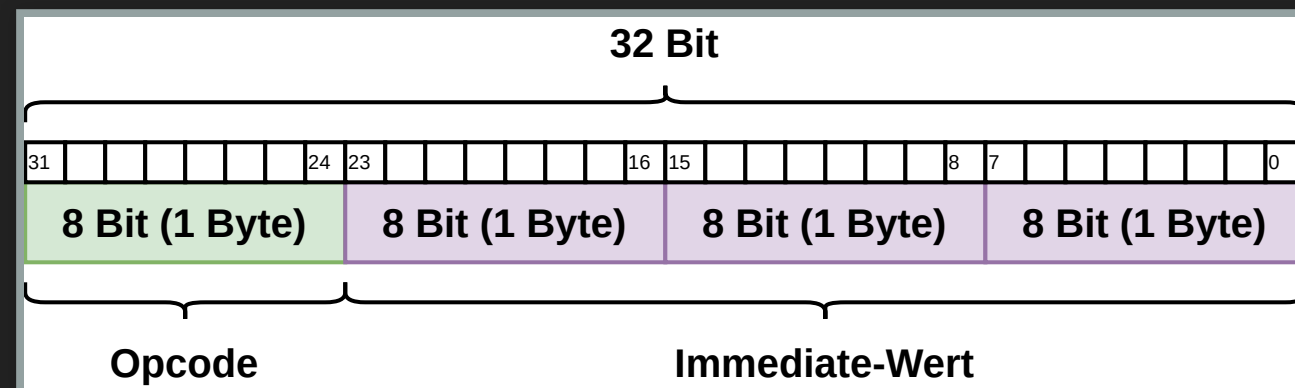 32 Bit
31 24 23 16 15 8 7 0
8 Bit (1 Byte) 8 Bit (1 Byte) 8 Bit (1 Byte) 8 Bit (1 Byte)
Opcode Immediate-Wert